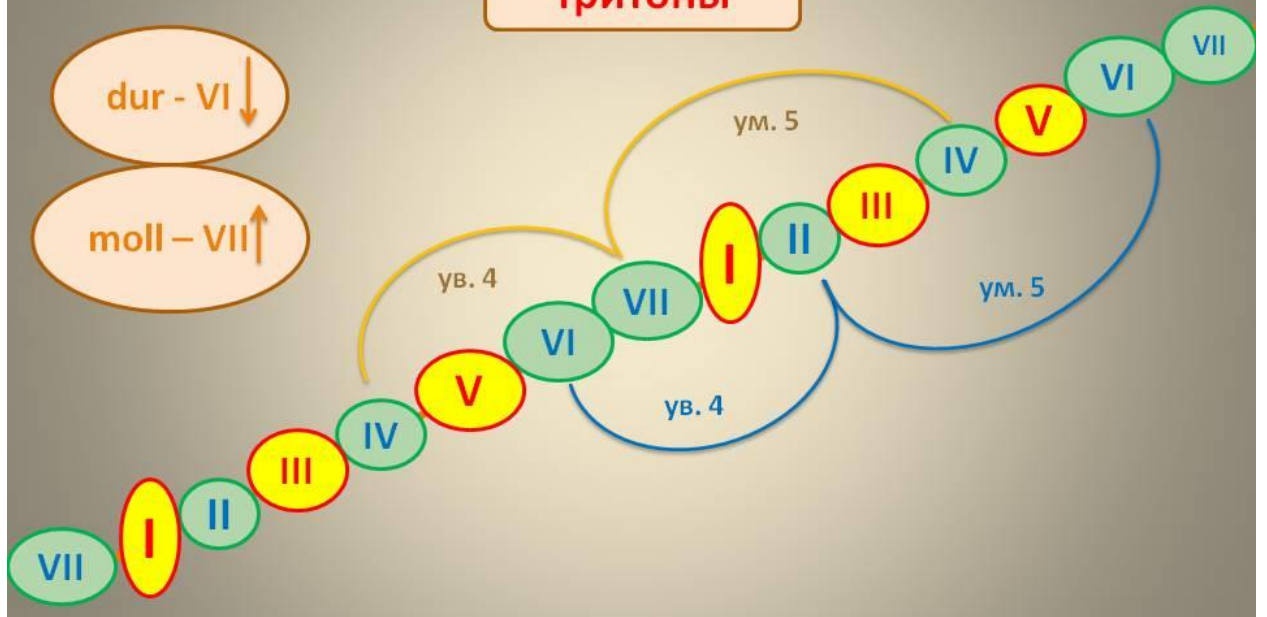 Тритоны
dur - VI↓
moll – VII↑
ув. 4
ум. 5
ув. 4
ум. 5
VII
I
II
III
IV
V
VI
VII
I
II
III
IV
V
VI
VII